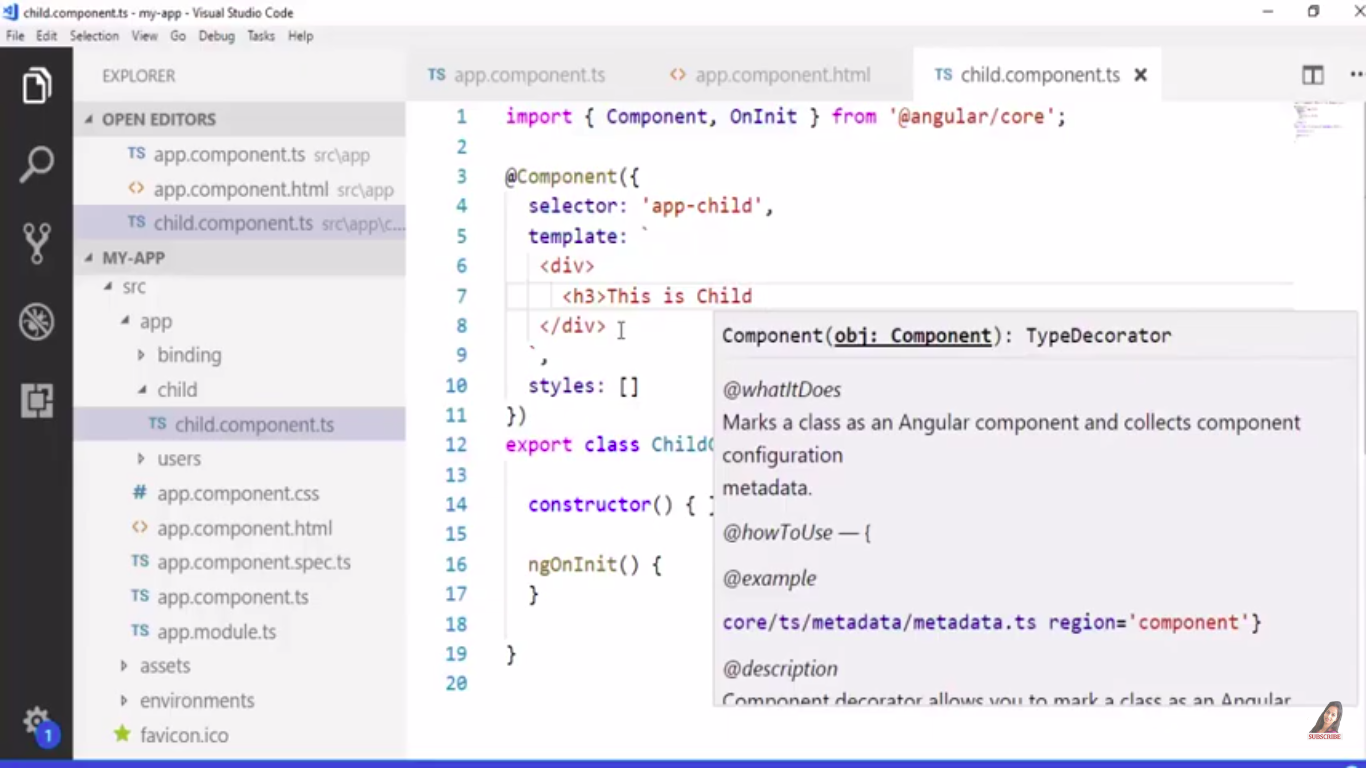 child.component.ts - my-app - Visual Studio Code
File Edit Selection View Go Debug Tasks Help
EXPLORER
OPEN EDITORS
TS app.component.ts src\app
<> app.component.html src\app
TS child.component.ts src\app\c...
MY-APP
src
app
binding
child
TS child.component.ts
users
# app.component.css
<> app.component.html
TS app.component.spec.ts
TS app.component.ts
TS app.module.ts
assets
environments
favicon.ico
1
TS app.component.ts <> app.component.html TS child.component.ts
1 import { Component, OnInit } from '@angular/core';
2
3 @Component({
4 selector: 'app-child',
5 template: `
6 <div>
7 <h3>This is Child
8 </div>
9 `,
10 styles: []
11 })
12 export class Child
13
14 constructor() { }
15
16 ngOnInit() {
17 }
18
19 }
20
Component(obj: Component): TypeDecorator
@whatItDoes
Marks a class as an Angular component and collects component
configuration
metadata.
@howToUse — {
@example
core/ts/metadata/metadata.ts region='component'}
@description
Component decorator allows you to mark a class as an Angular
SUBSCRIBE